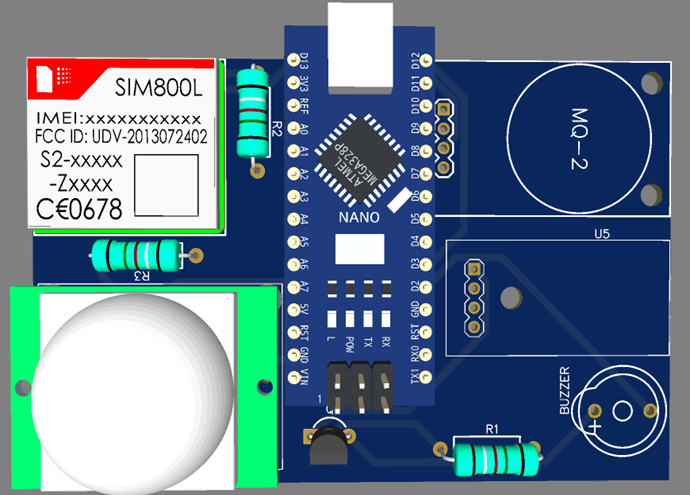 SIM800L
IMEI:xxxxxxxxxxx
FCC ID: UDV-2013072402
S2-xxxxx
-Zxxxx
C€0678
R2
R3
D13
3V3
REF
A0
A1
A2
A3
A4
A5
A6
A7
5V
RST
GND
VIN
ATMEL
MEGA328P
NANO
L
POW
TX
RX
1
D12
D11
D10
D9
D8
D7
D6
D5
D4
D3
D2
GND
RST
RX0
TX1
MQ-2
U5
BUZZER
+
R1